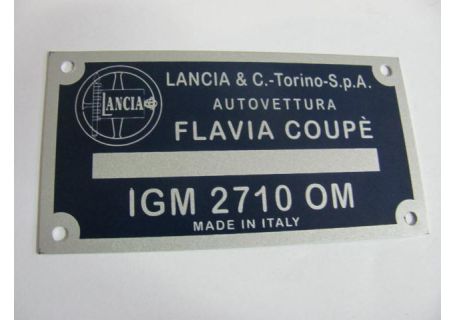 LANCIA
LANCIA & C.-Torino-S.p.A.
AUTOVETTURA
FLAVIA COUPÈ
IGM 2710 OM
MADE IN ITALY